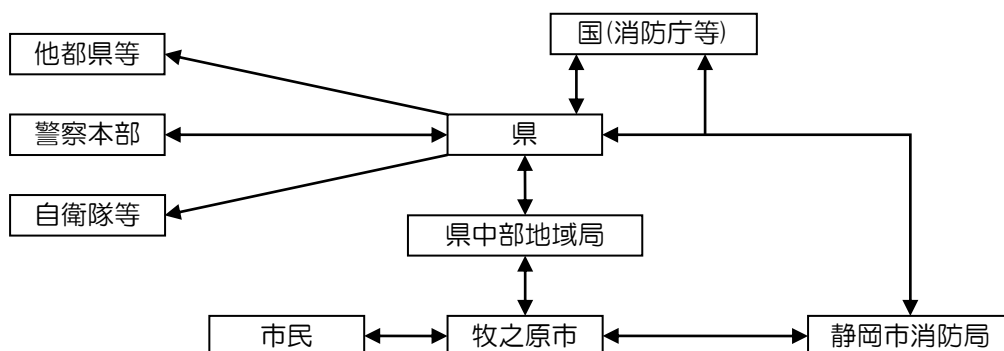 国(消防庁等)
他都県等
警察本部
県
自衛隊等
県中部地域局
市民
牧之原市
静岡市消防局